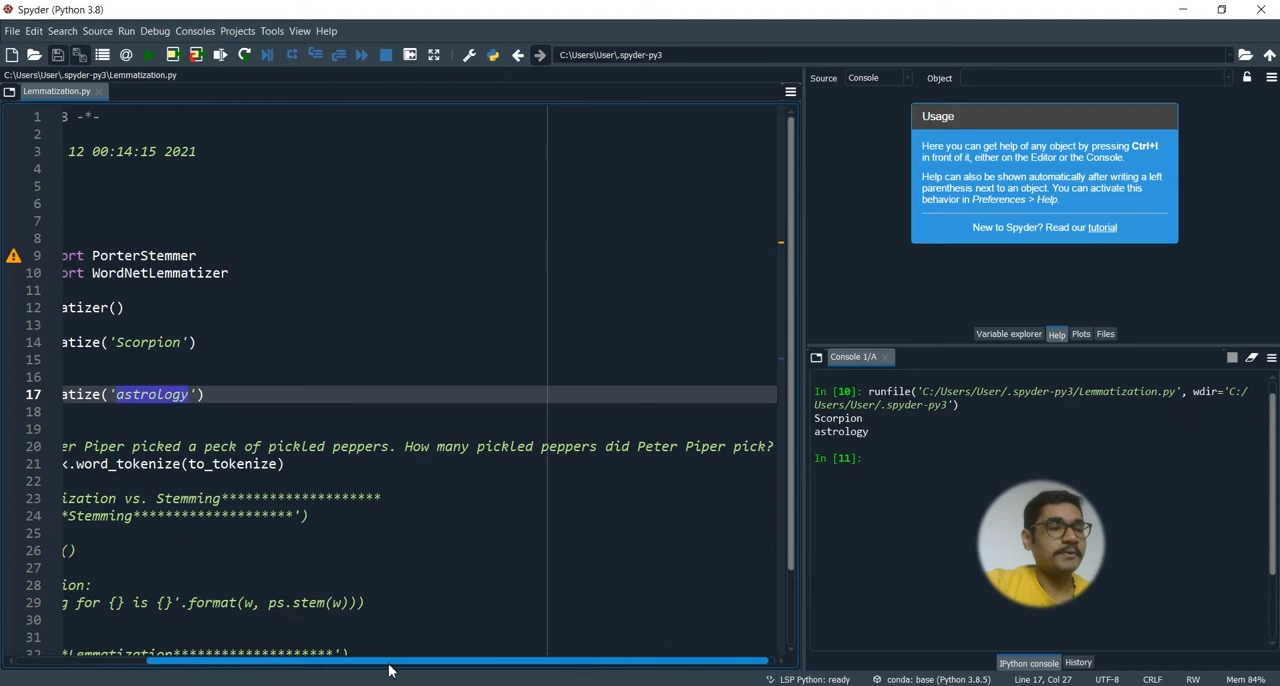 Spyder (Python 3.8)
File Edit Search Source Run Debug Consoles Projects Tools View Help
C:\Users\User\.spyder-py3
C:\Users\User\.spyder-py3\Lemmatization.py
Lemmatization.py
1 8 -*-
2
3 12 00:14:15 2021
4
5
6
7
8
9 ort PorterStemmer
10 ort WordNetLemmatizer
11
12 atizer()
13
14 atize('Scorpion')
15
16
17 atize('astrology')
18
19
20 er Piper picked a peck of pickled peppers. How many pickled peppers did Peter Piper pick?
21 k.word_tokenize(to_tokenize)
22
23 ization vs. Stemming********************
24 *Stemming********************')
25
26 ()
27
28 ion:
29 g for {} is {}'.format(w, ps.stem(w)))
30
31
32 *Lemmatization********************')
Source Console Object
Usage
Here you can get help of any object by pressing Ctrl+I
in front of it, either on the Editor or the Console.
Help can also be shown automatically after writing a left
parenthesis next to an object. You can activate this
behavior in Preferences > Help.
New to Spyder? Read our tutorial
Variable explorer Help Plots Files
Console 1/A
In [10]: runfile('C:/Users/User/.spyder-py3/Lemmatization.py', wdir='C:/
Users/User/.spyder-py3')
Scorpion
astrology
In [11]:
IPython console History
LSP Python: ready conda: base (Python 3.8.5) Line 17, Col 27 UTF-8 CRLF RW Mem 84%